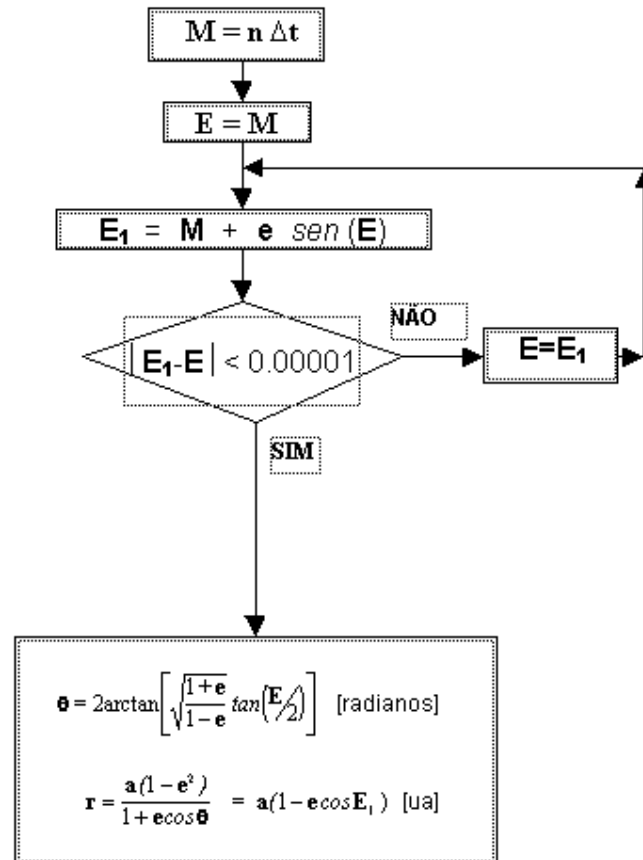 M = n Δt
E = M
E₁ = M + e sen (E)
|E₁-E| < 0.00001
NÃO
E=E₁
SIM
θ = 2arctan[√((1+e)/(1−e)) tan(E/2)] [radianos]
r = a(1−e²)/(1+ecosθ) = a(1−ecosE₁) [ua]